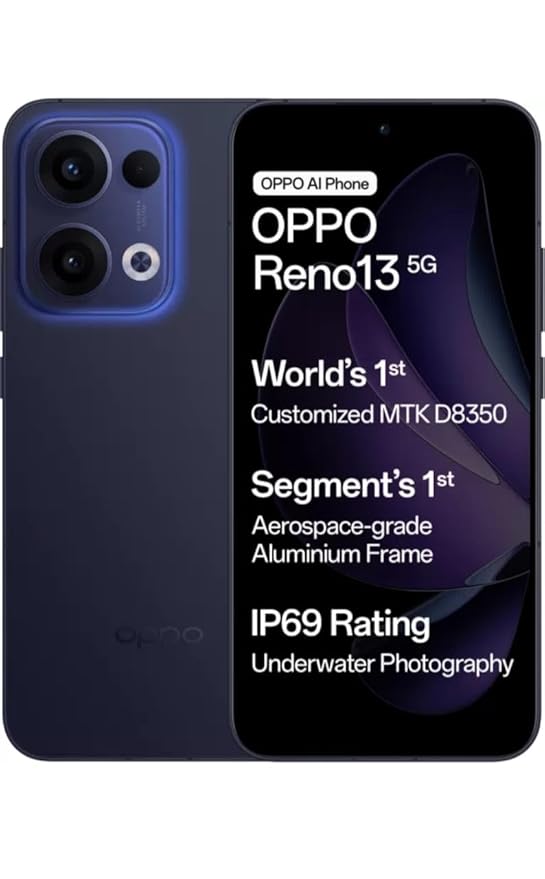 OPPO AI Phone
OPPO
Reno13 5G
World's 1st
Customized MTK D8350
Segment's 1st
Aerospace-grade
Aluminium Frame
IP69 Rating
Underwater Photography
oppo